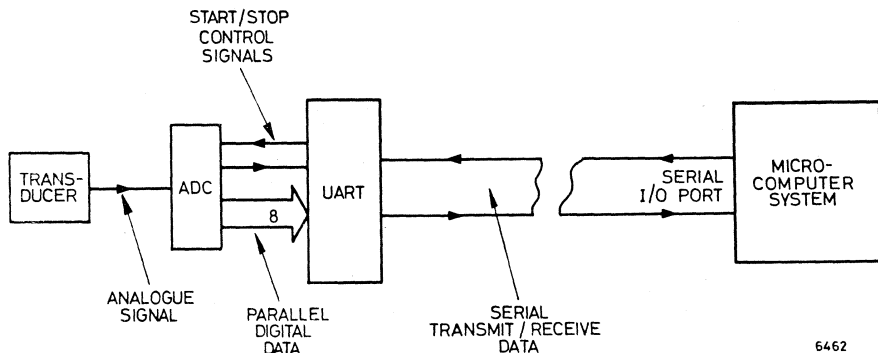 START/STOP
CONTROL
SIGNALS
TRANS-
DUCER
ADC
8
UART
SERIAL
I/O PORT
MICRO-
COMPUTER
SYSTEM
ANALOGUE
SIGNAL
PARALLEL
DIGITAL
DATA
SERIAL
TRANSMIT / RECEIVE
DATA
6462